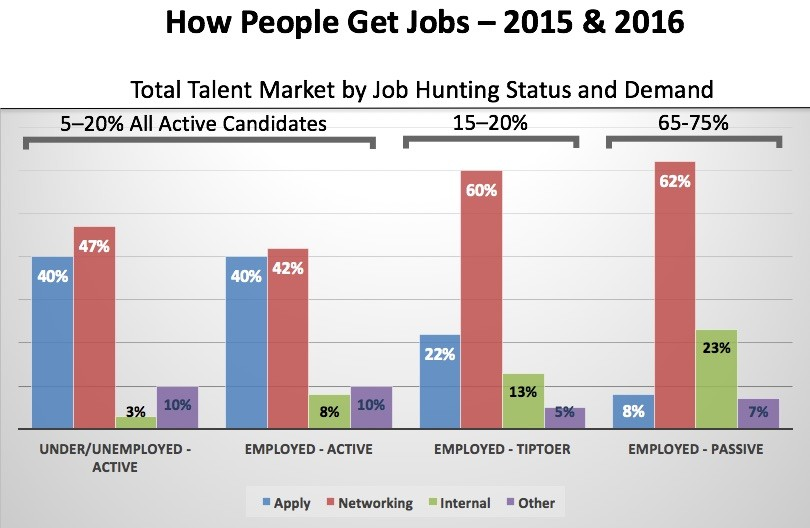 How People Get Jobs – 2015 & 2016
Total Talent Market by Job Hunting Status and Demand
5–20% All Active Candidates
15–20%
65-75%
40%
47%
3%
10%
40%
42%
8%
10%
22%
60%
13%
5%
8%
62%
23%
7%
UNDER/UNEMPLOYED -
ACTIVE
EMPLOYED - ACTIVE
EMPLOYED - TIPTOER
EMPLOYED - PASSIVE
Apply
Networking
Internal
Other